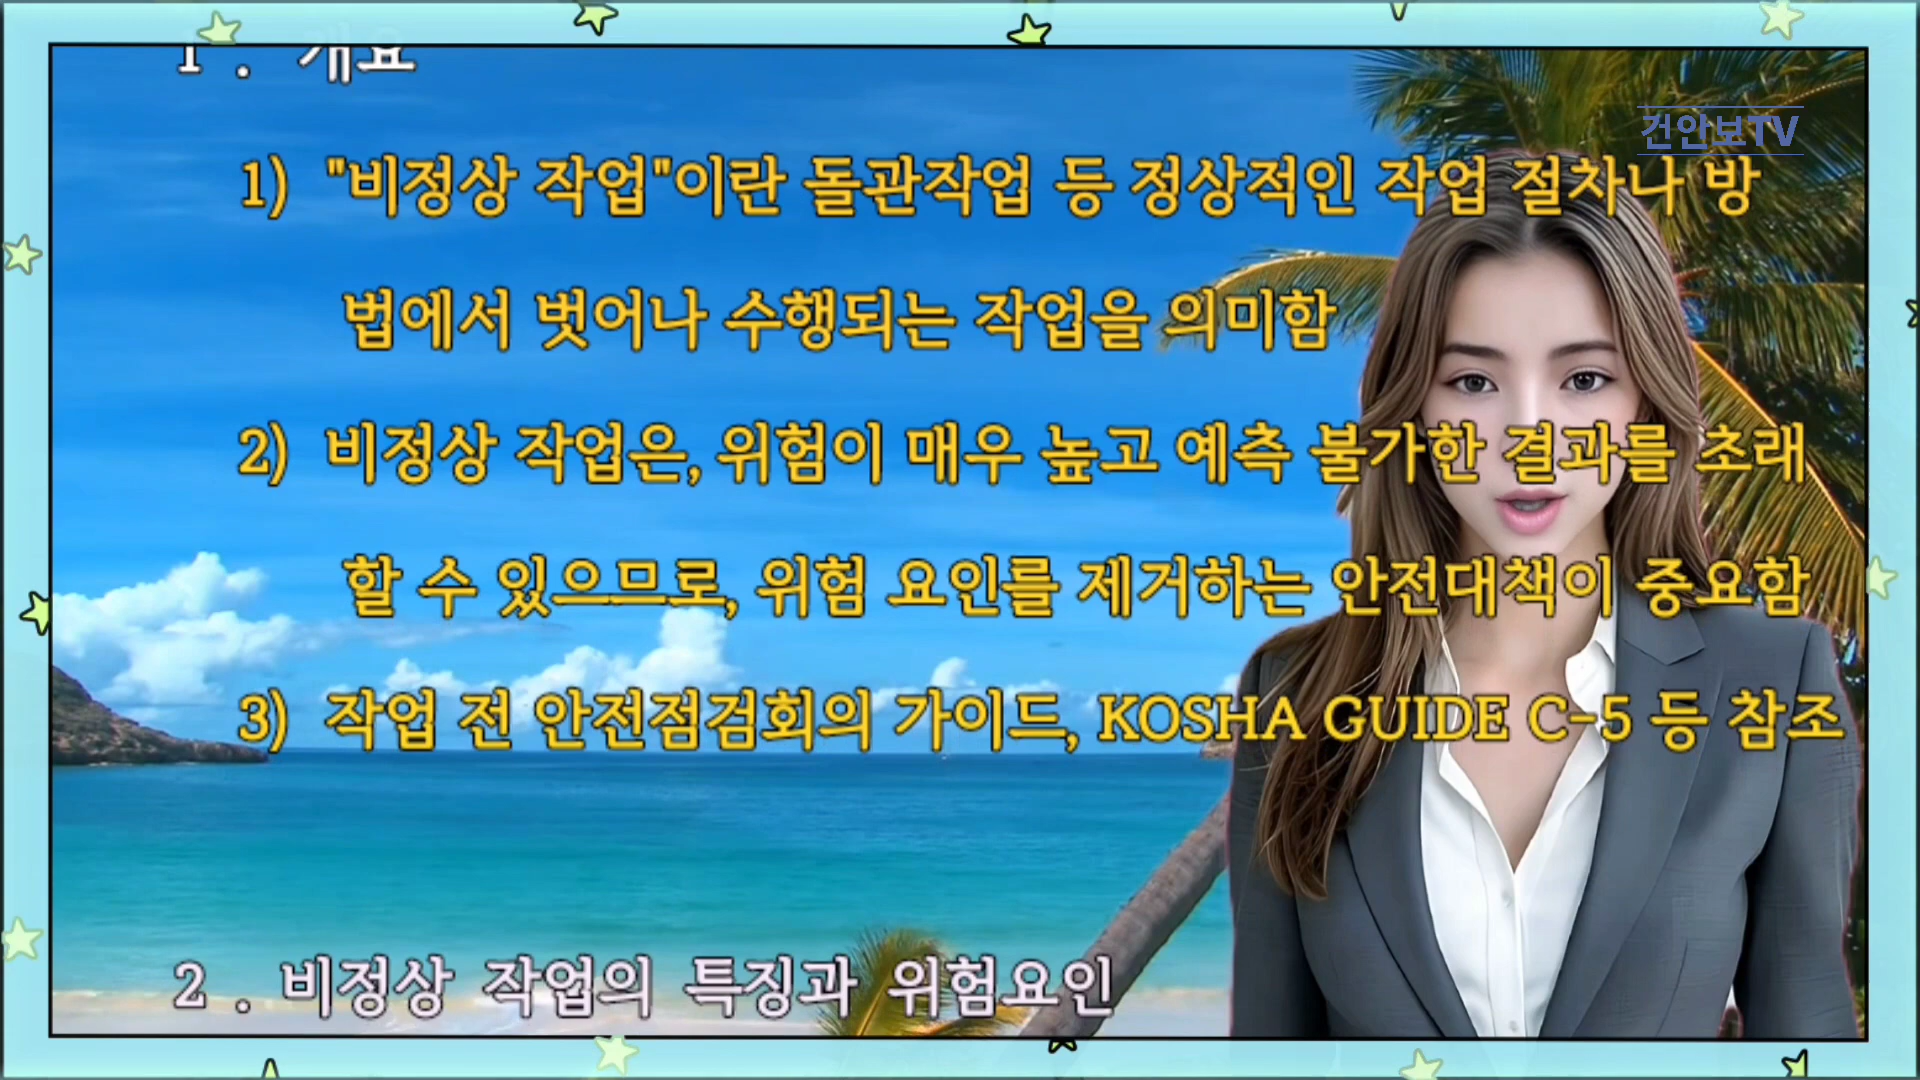 1. 개요
건안보TV
1) "비정상 작업"이란 돌관작업 등 정상적인 작업 절차나 방
법에서 벗어나 수행되는 작업을 의미함
2) 비정상 작업은, 위험이 매우 높고 예측 불가한 결과를 초래
할 수 있으므로, 위험 요인를 제거하는 안전대책이 중요함
3) 작업 전 안전점검회의 가이드, KOSHA GUIDE C-5 등 참조
2. 비정상 작업의 특징과 위험요인